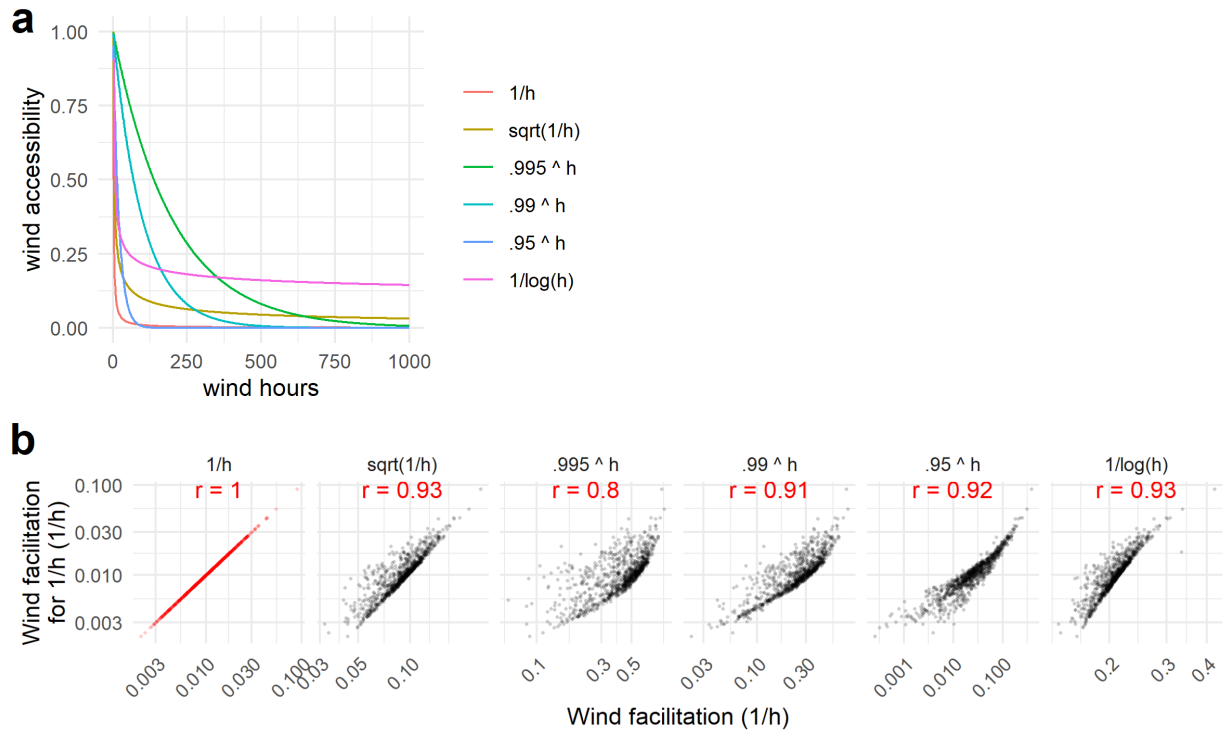 a
1.00
0.75
0.50
0.25
0.00
wind accessibility
0 250 500 750 1000
wind hours
1/h
sqrt(1/h)
.995 ^ h
.99 ^ h
.95 ^ h
1/log(h)
b
1/h sqrt(1/h) .995 ^ h .99 ^ h .95 ^ h 1/log(h)
r = 1 r = 0.93 r = 0.8 r = 0.91 r = 0.92 r = 0.93
Wind facilitation
for 1/h (1/h)
0.100
0.030
0.010
0.003
0.003 0.010 0.030 0.100 0.03 0.05 0.10 0.1 0.3 0.5 0.03 0.10 0.30 0.001 0.010 0.100 0.2 0.3 0.4
Wind facilitation (1/h)